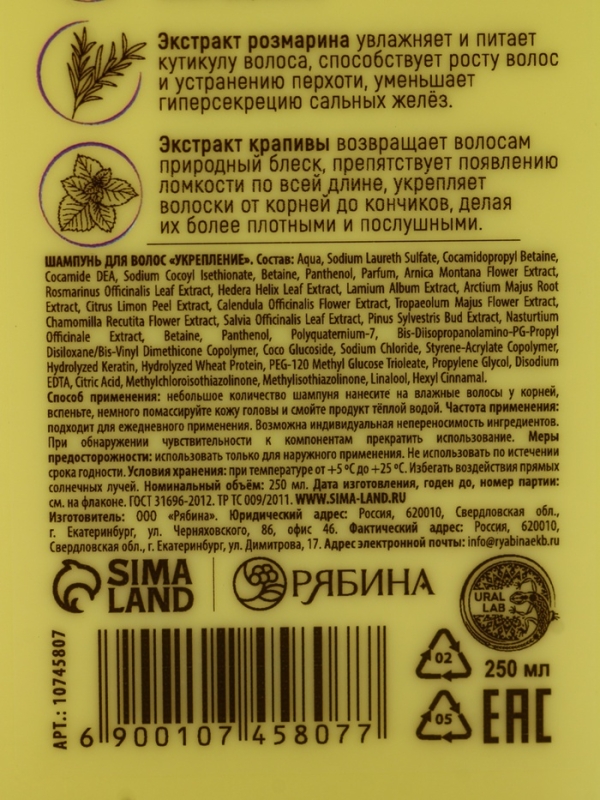 Экстракт розмарина увлажняет и питает
кутикулу волоса, способствует росту волос
и устранению перхоти, уменьшает
гиперсекрецию сальных желёз.
Экстракт крапивы возвращает волосам
природный блеск, препятствует появлению
ломкости по всей длине, укрепляет
волоски от корней до кончиков, делая
их более плотными и послушными.
ШАМПУНЬ ДЛЯ ВОЛОС «УКРЕПЛЕНИЕ». Состав: Aqua, Sodium Laureth Sulfate, Cocamidopropyl Betaine,
Cocamide DEA, Sodium Cocoyl Isethionate, Betaine, Panthenol, Parfum, Arnica Montana Flower Extract,
Rosmarinus Officinalis Leaf Extract, Hedera Helix Leaf Extract, Lamium Album Extract, Arctium Majus Root
Extract, Citrus Limon Peel Extract, Calendula Officinalis Flower Extract, Tropaeolum Majus Flower Extract,
Chamomilla Recutita Flower Extract, Salvia Officinalis Leaf Extract, Pinus Sylvestris Bud Extract, Nasturtium
Officinale Extract, Betaine, Panthenol, Polyquaternium-7, Bis-Diisopropanolamino-PG-Propyl
Disiloxane/Bis-Vinyl Dimethicone Copolymer, Coco Glucoside, Sodium Chloride, Styrene-Acrylate Copolymer,
Hydrolyzed Keratin, Hydrolyzed Wheat Protein, PEG-120 Methyl Glucose Trioleate, Propylene Glycol, Disodium
EDTA, Citric Acid, Methylchloroisothiazolinone, Methylisothiazolinone, Linalool, Hexyl Cinnamal.
Способ применения: небольшое количество шампуня нанесите на влажные волосы у корней,
вспеньте, немного помассируйте кожу головы и смойте продукт тёплой водой. Частота применения:
подходит для ежедневного применения. Возможна индивидуальная непереносимость ингредиентов.
При обнаружении чувствительности к компонентам прекратить использование. Меры
предосторожности: использовать только для наружного применения. Не использовать по истечении
срока годности. Условия хранения: при температуре от +5 ºС до +25 ºС. Избегать воздействия прямых
солнечных лучей. Номинальный объём: 250 мл. Дата изготовления, годен до, номер партии:
см. на флаконе. ГОСТ 31696-2012. ТР ТС 009/2011. WWW.SIMA-LAND.RU
Изготовитель: ООО «Рябина». Юридический адрес: Россия, 620010, Свердловская обл.,
г. Екатеринбург, ул. Черняховского, 86, офис 46. Фактический адрес: Россия, 620010,
Свердловская обл., г. Екатеринбург, ул. Димитрова, 17. Адрес электронной почты: info@ryabinaekb.ru
SIMA
LAND
РЯБИНА
URAL
LAB
АРТ.: 10745807
6 900107 458077
02
05
250 мл
EAC